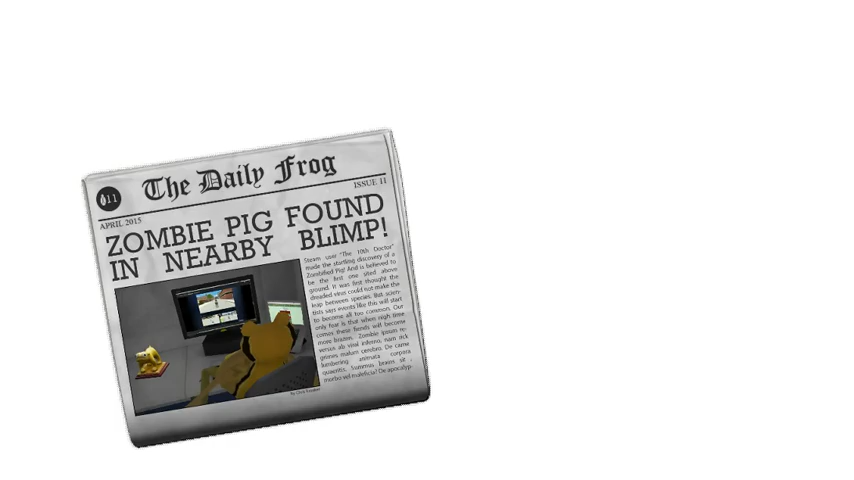 11
The Daily Frog
APRIL 2015
ISSUE 11
ZOMBIE PIG FOUND
IN NEARBY BLIMP!
Steam user "The 10th Doctor"
made the startling discovery of a
Zombified Pig! And is believed to
be the first one sited above
ground. It was first thought the
dreaded virus could not make the
leap between species. But scien-
tists says events like this will start
to become all too common. Our
only fear is that when nigh time
comes these fiends will become
more brazen. Zombie ipsum re-
versus ab viral inferno, nam rick
grimes malum cerebro. De carne
lumbering animata corpora
quaeritis. Summus brains sit
morbo vel maleficia? De apocalyp
by Chris